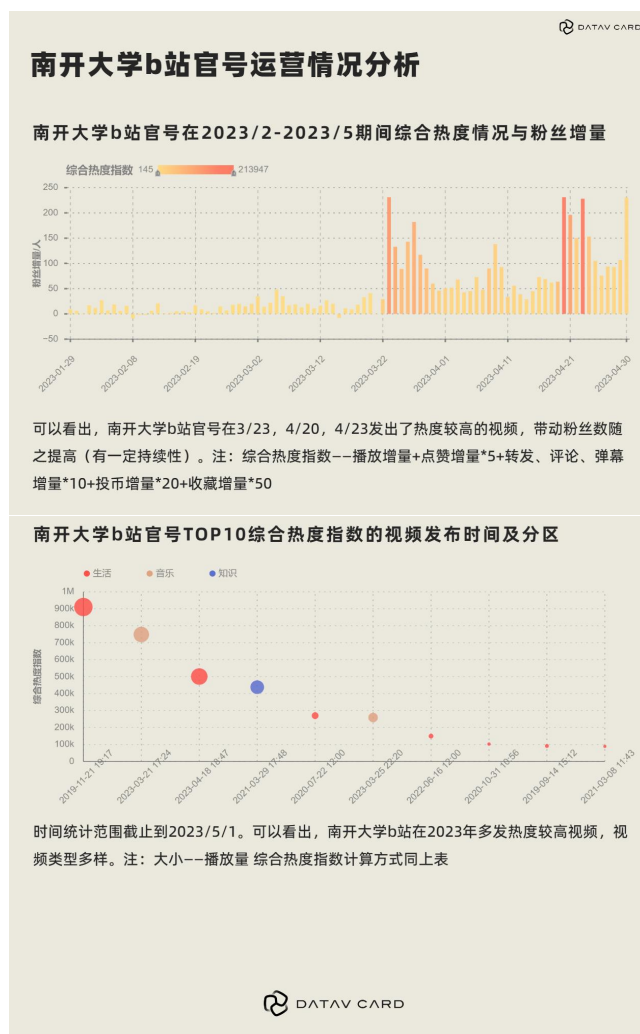 DATAV CARD
南开大学b站官号运营情况分析
南开大学b站官号在2023/2-2023/5期间综合热度情况与粉丝增量
综合热度指数 145 213947
粉丝增量/人
250
200
150
100
50
0
-50
2023-01-29
2023-02-08
2023-02-19
2023-03-02
2023-03-12
2023-03-22
2023-04-01
2023-04-11
2023-04-21
2023-04-30
可以看出，南开大学b站官号在3/23，4/20，4/23发出了热度较高的视频，带动粉丝数随
之提高（有一定持续性）。注：综合热度指数--播放增量+点赞增量*5+转发、评论、弹幕
增量*10+投币增量*20+收藏增量*50
南开大学b站官号TOP10综合热度指数的视频发布时间及分区
生活 音乐 知识
综合热度指数
1M
900k
800k
700k
600k
500k
400k
300k
200k
100k
0
2019-11-21 19:17
2023-03-21 17:24
2023-04-18 18:47
2021-03-29 17:48
2020-07-22 12:00
2023-03-25 22:20
2022-06-16 12:00
2020-10-31 10:56
2019-09-14 15:12
2021-03-08 11:43
时间统计范围截止到2023/5/1。可以看出，南开大学b站在2023年多发热度较高视频，视
频类型多样。注：大小--播放量 综合热度指数计算方式同上表
DATAV CARD